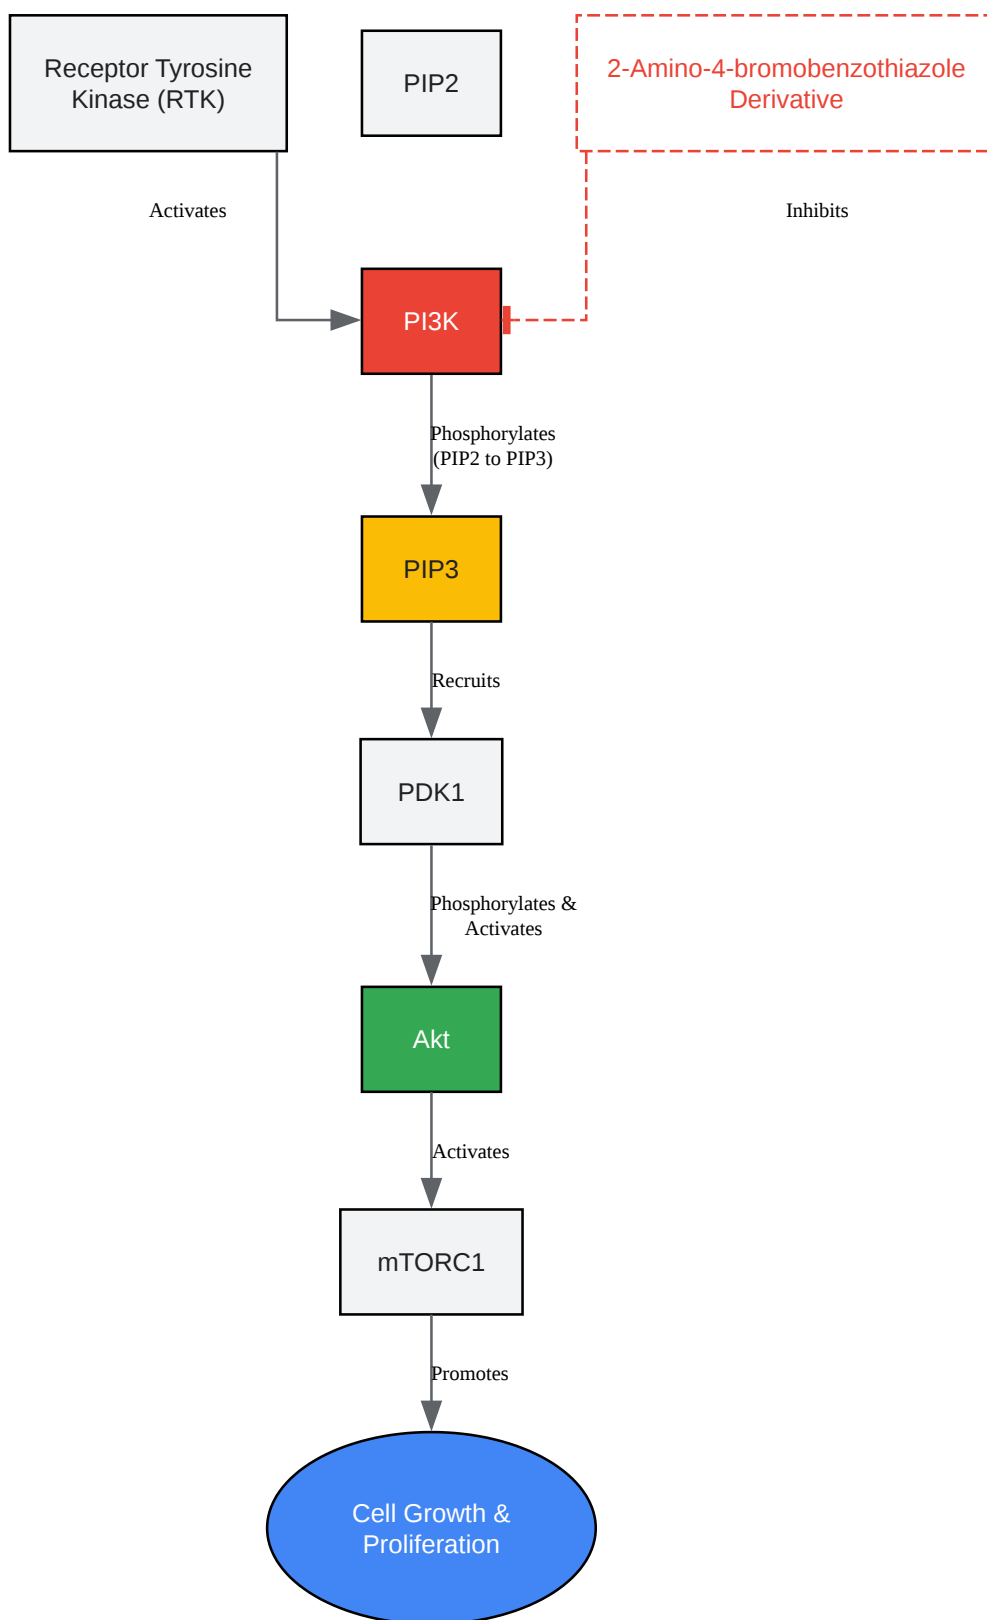 Receptor Tyrosine
Kinase (RTK)
PIP2
2-Amino-4-bromobenzothiazole
Derivative
Activates
Inhibits
PI3K
Phosphorylates
(PIP2 to PIP3)
PIP3
Recruits
PDK1
Phosphorylates &
Activates
Akt
Activates
mTORC1
Promotes
Cell Growth &
Proliferation